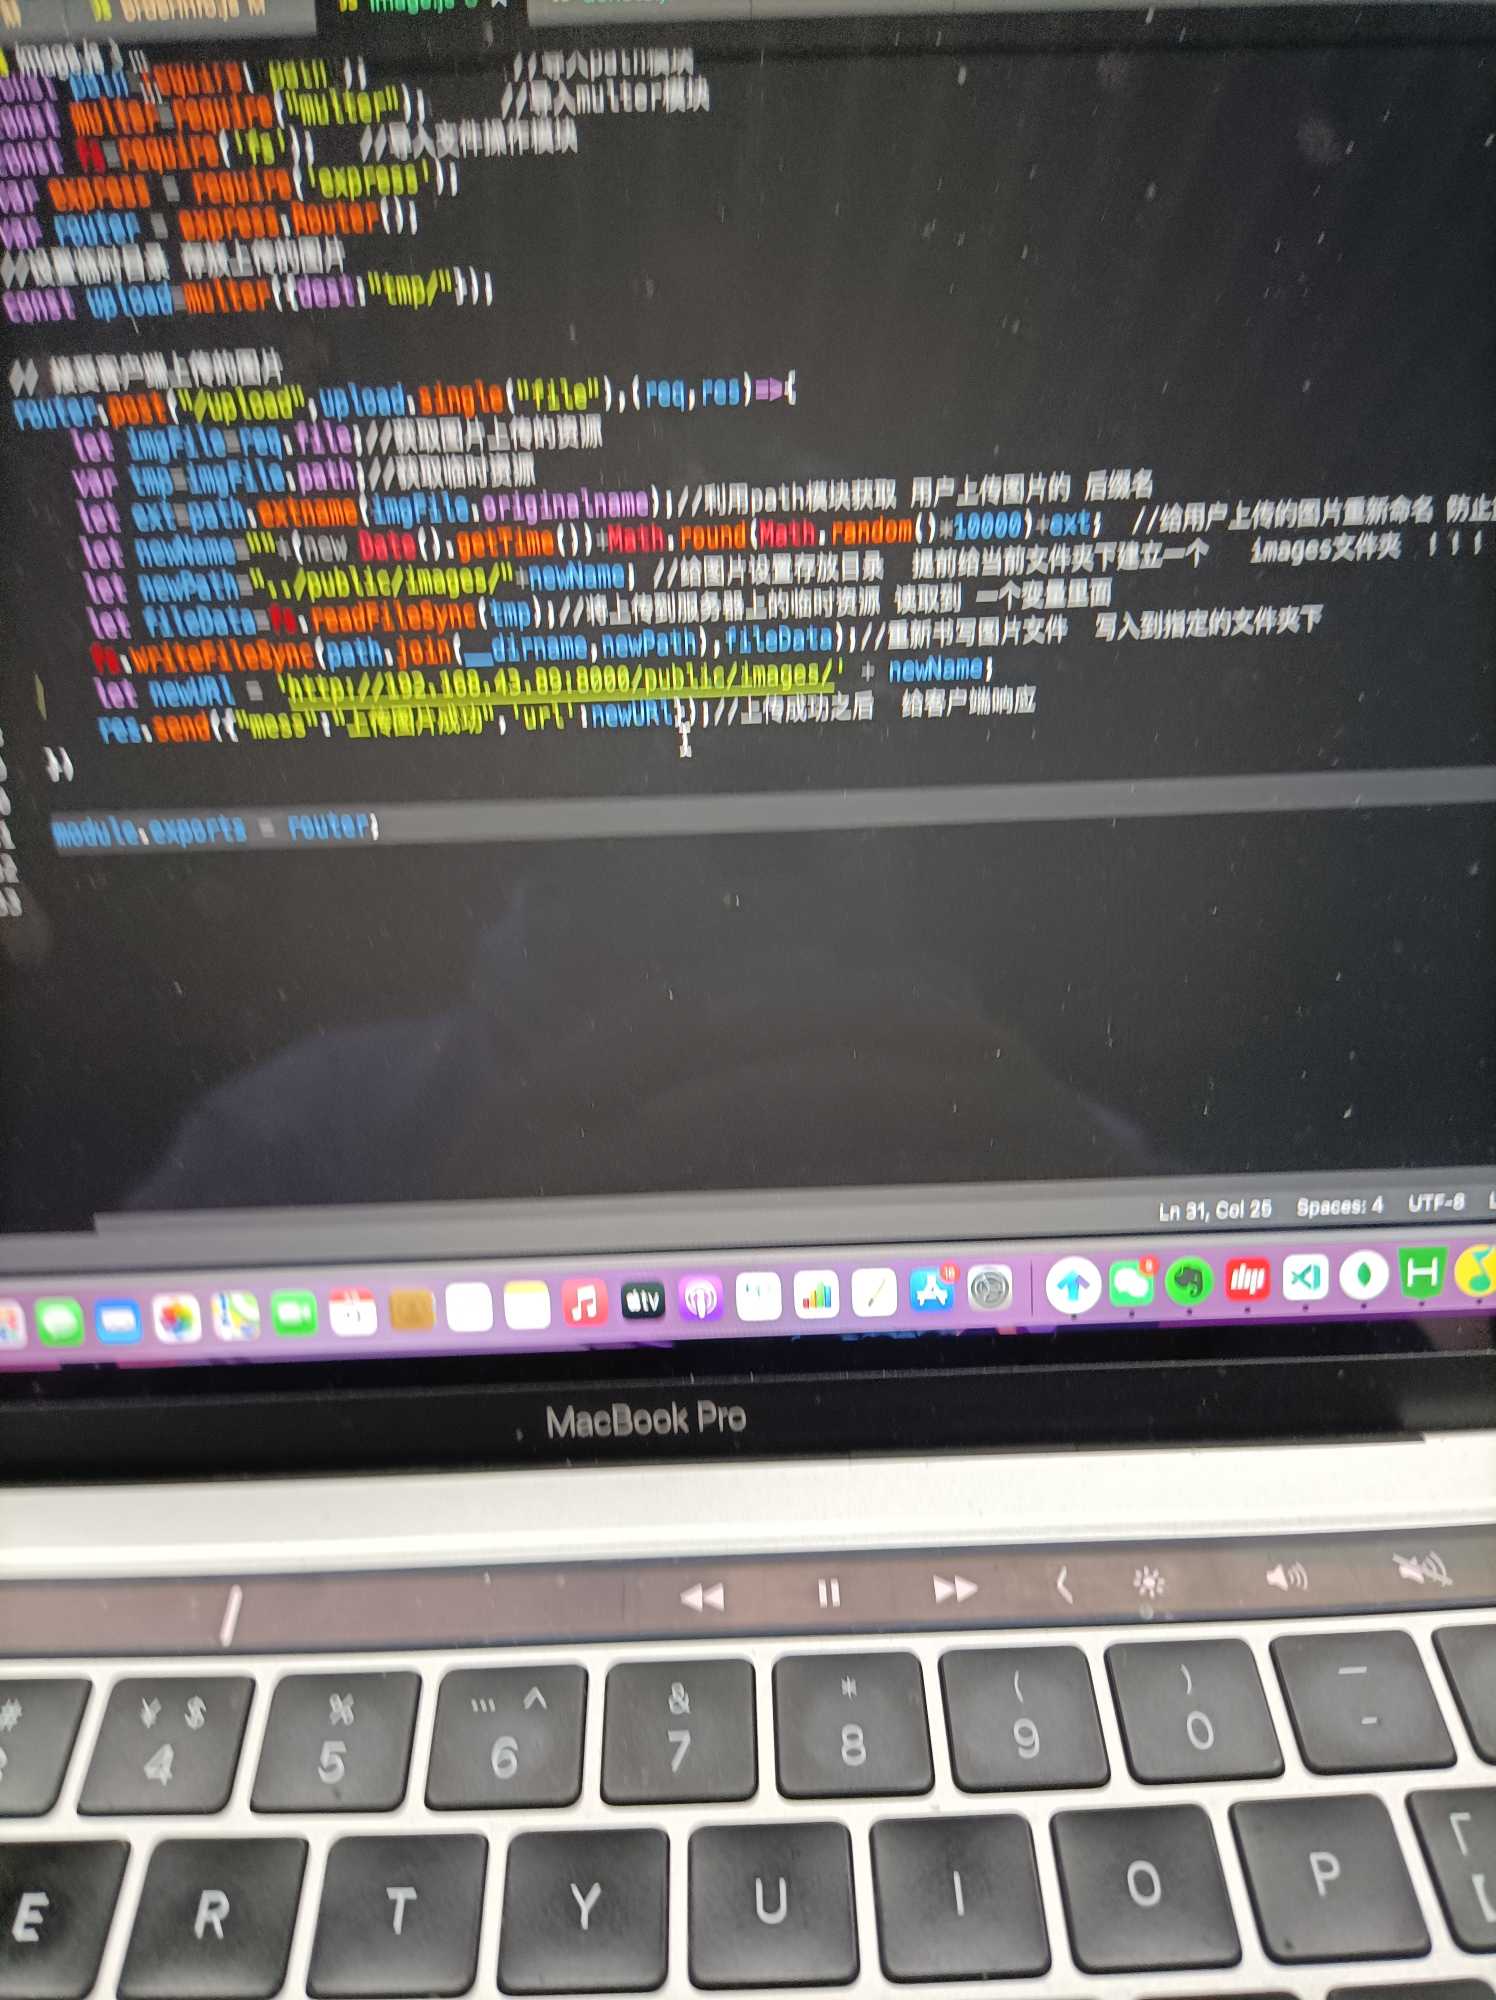 orderinfo.js M
image.js
image.js > ...
const path = require('path'); //导入path模块
const multer=require("multer"); //导入multer模块
const fs=require('fs'); //导入文件操作模块
var express = require('express');
var router = express.Router();
//设置临时目录 存放上传的图片
const upload=multer({dest:"tmp/"});
// 接受客户端上传的图片
router.post("/upload",upload.single("file"),(req,res)=>{
let imgFile=req.file;//获取图片上传的资源
var tmp=imgFile.path;//获取临时资源
let ext=path.extname(imgFile.originalname);//利用path模块获取 用户上传图片的 后缀名
let newName=""+(new Date().getTime())+Math.round(Math.random()*10000)+ext; //给用户上传的图片重新命名 防止
let newPath="../public/images/"+newName; //给图片设置存放目录 提前给当前文件夹下建立一个 images文件夹 ! ! !
let fileData=fs.readFileSync(tmp);//将上传到服务器上的临时资源 读取到 一个变量里面
fs.writeFileSync(path.join(__dirname,newPath),fileData);//重新书写图片文件 写入到指定的文件夹下
let newURl = 'http://192.168.43.89:8000/public/images/' + newName;
res.send({"mess":"上传图片成功",'url':newURl});//上传成功之后 给客户端响应
})
module.exports = router;
Ln 31, Col 25 Spaces: 4 UTF-8
tv
MacBook Pro
# ¥ $ % … ^ & * ( ) — 
4 5 6 7 8 9 0 -
E R T Y U I O P